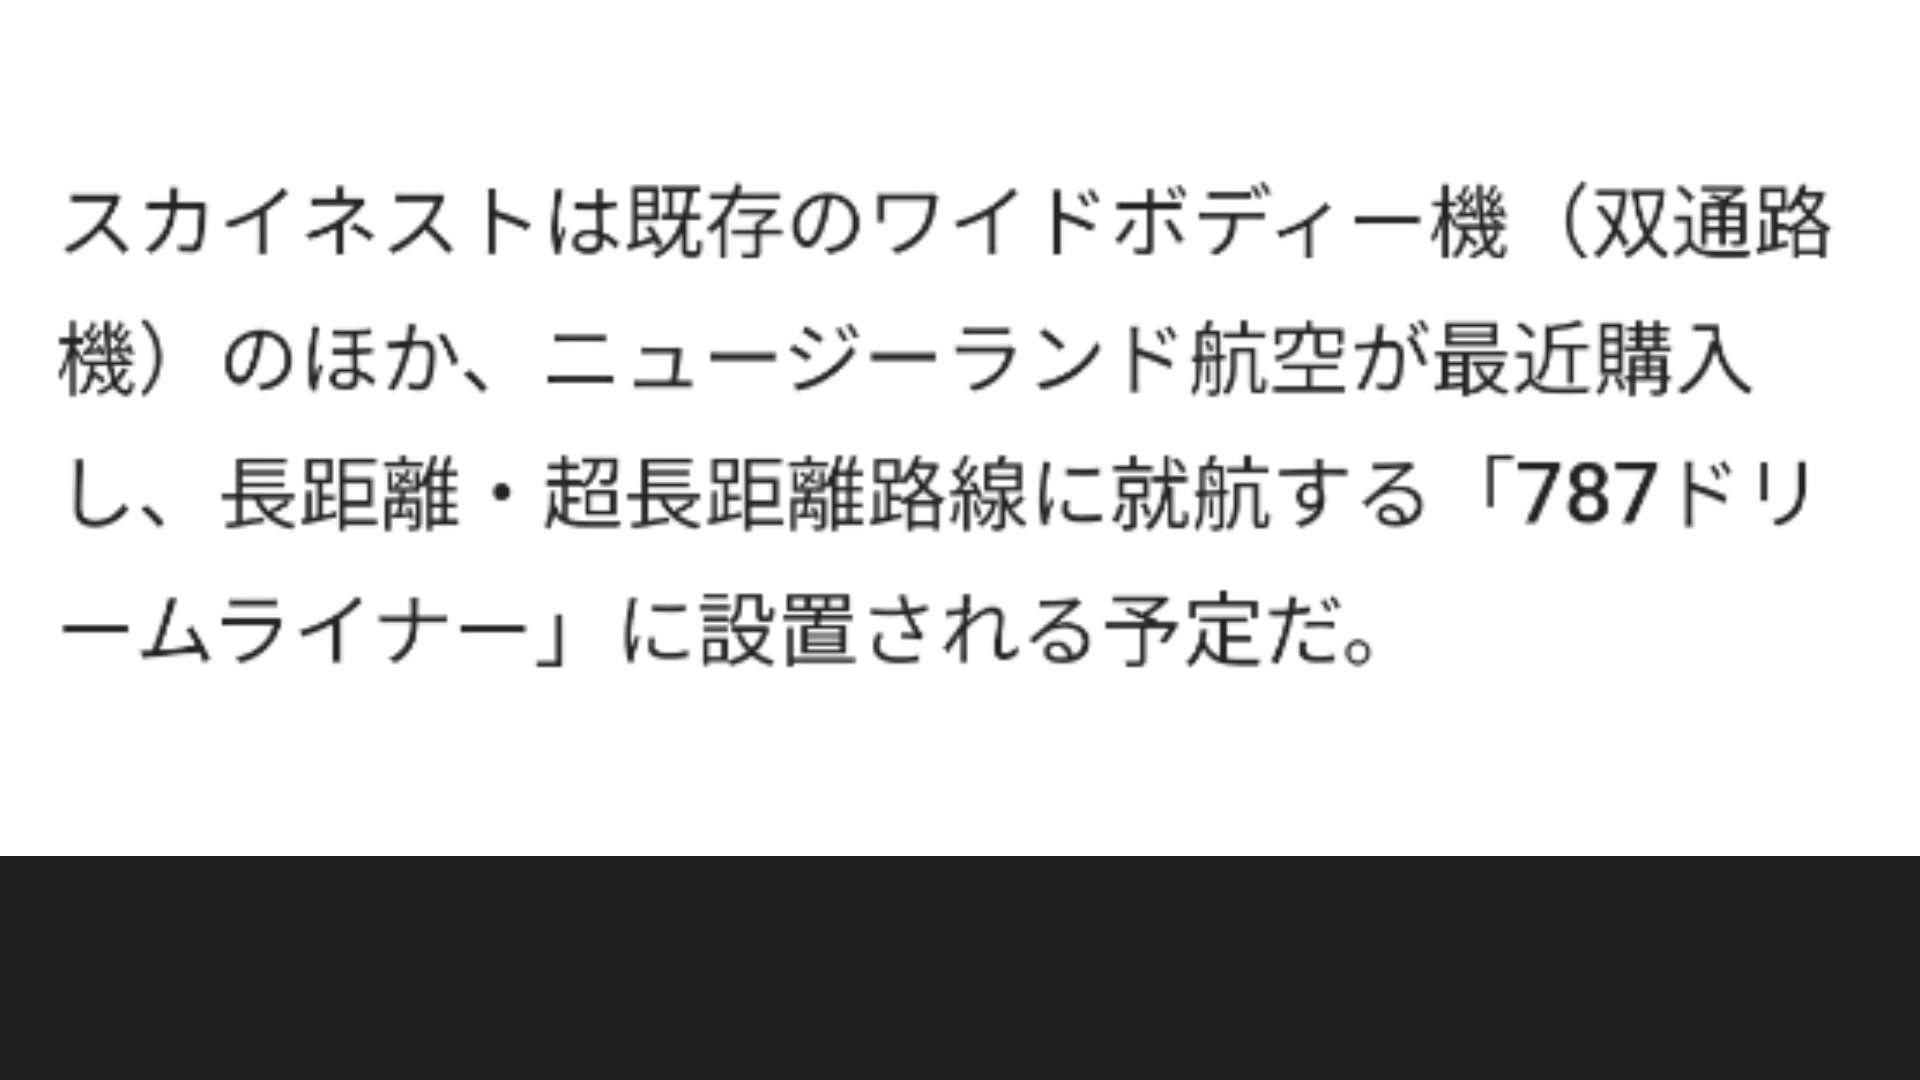 スカイネストは既存のワイドボディー機（双通路
機）のほか、ニュージーランド航空が最近購入
し、長距離・超長距離路線に就航する「787ドリ
ームライナー」に設置される予定だ。